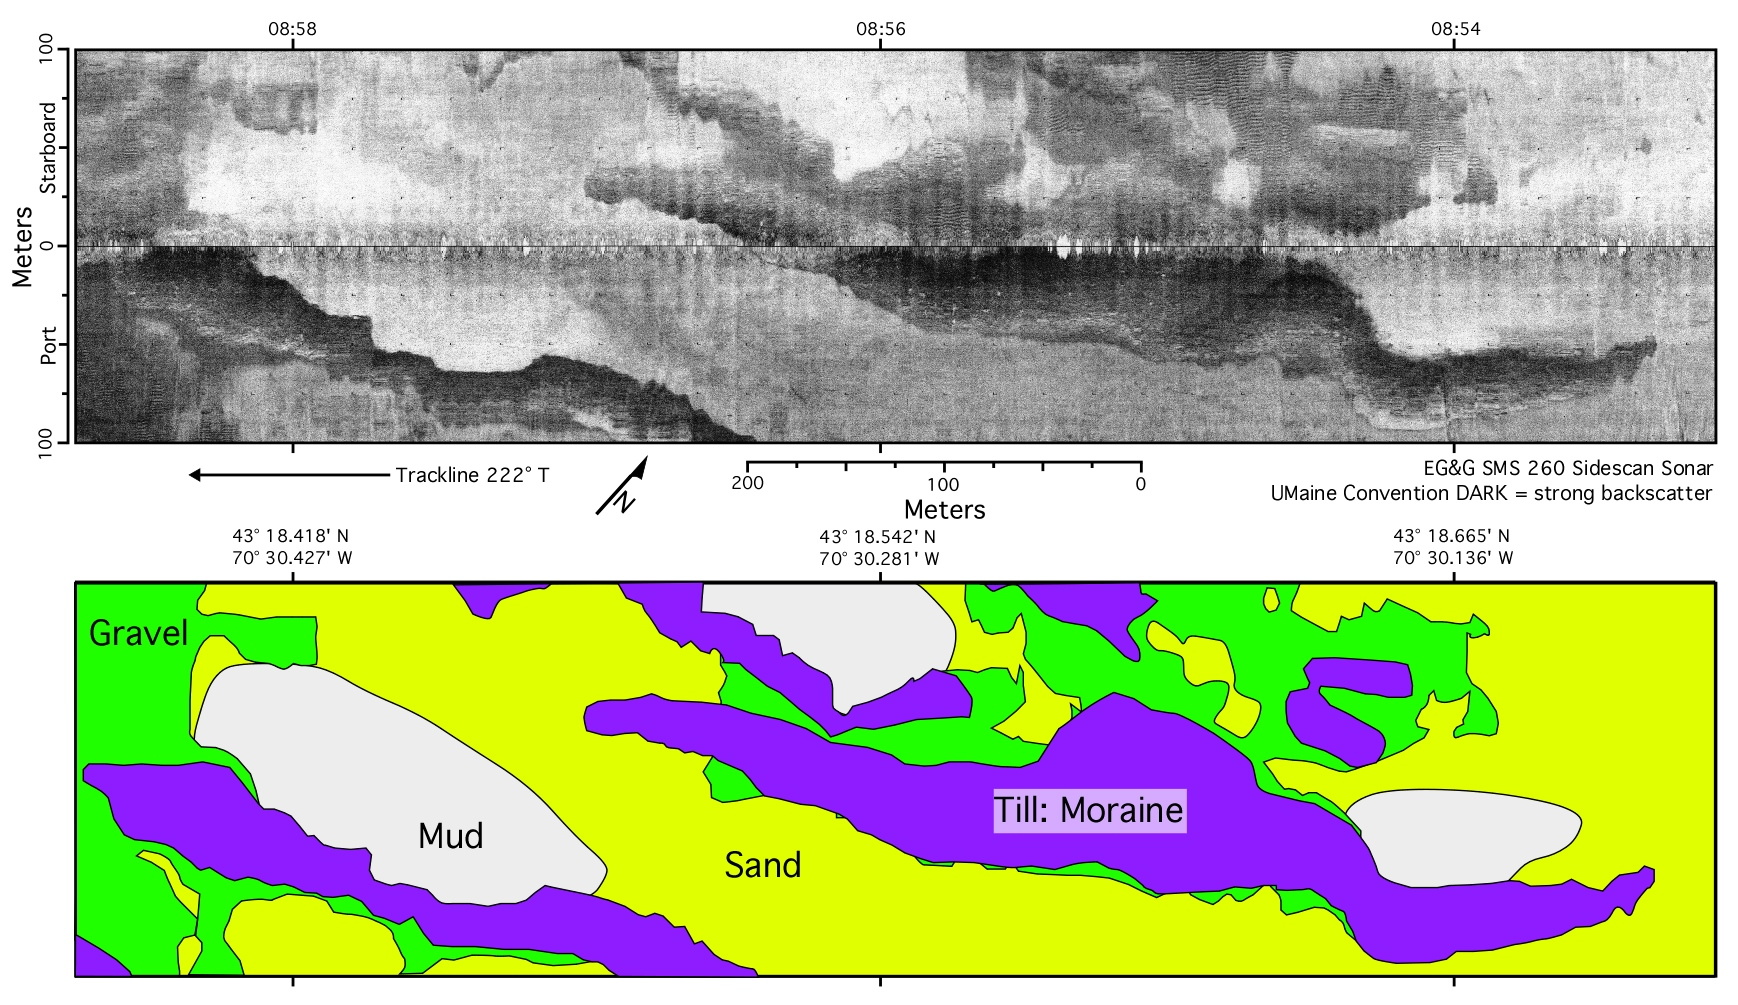 08:58 08:56 08:54
100
Starboard
0
Meters
Port
100
Trackline 222° T
N
200 100 0
Meters
EG&G SMS 260 Sidescan Sonar
UMaine Convention DARK = strong backscatter
43° 18.418' N
70° 30.427' W
43° 18.542' N
70° 30.281' W
43° 18.665' N
70° 30.136' W
Gravel
Till: Moraine
Mud
Sand